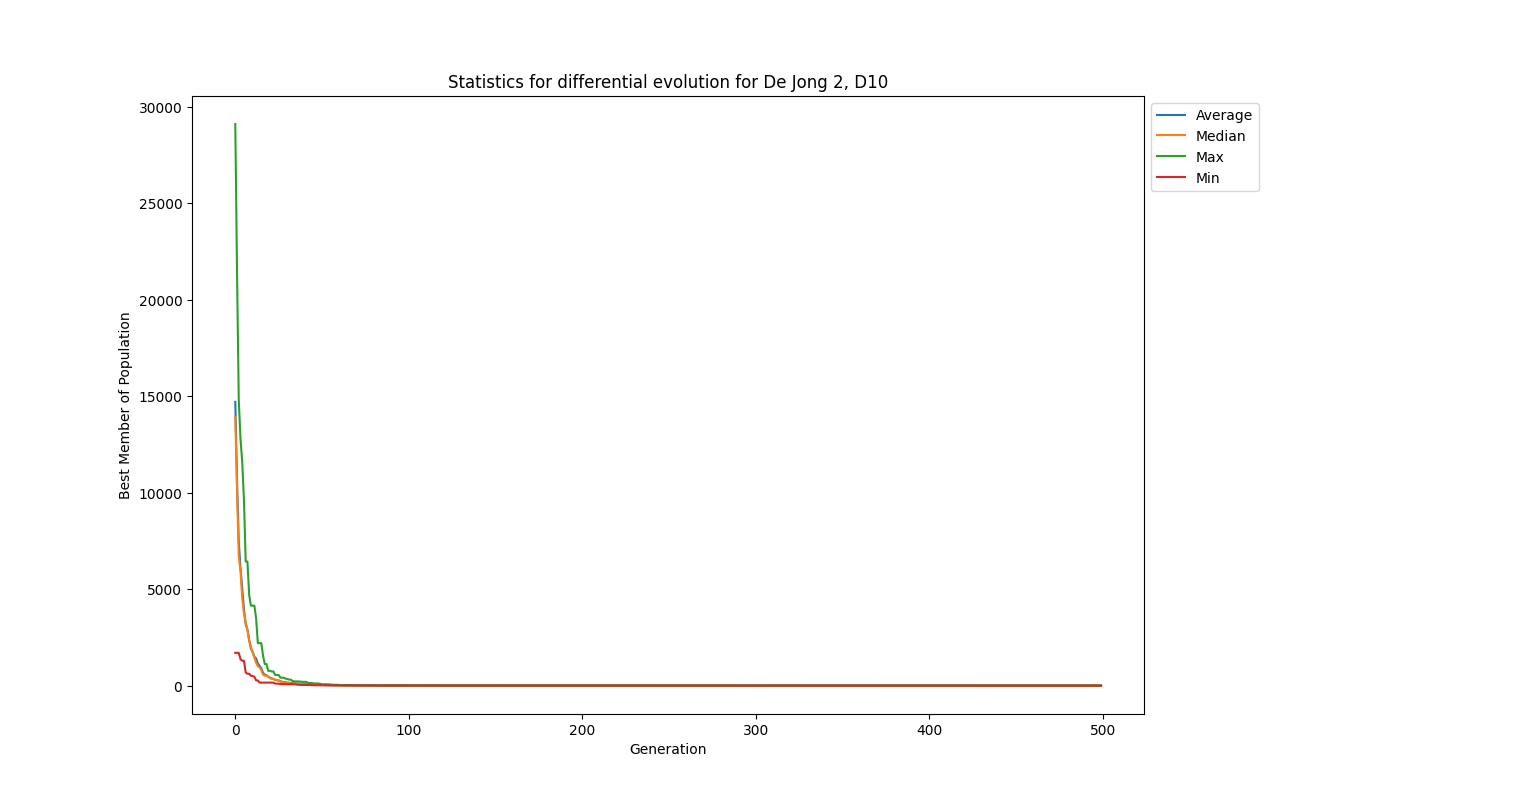 Statistics for differential evolution for De Jong 2, D10
30000
25000
20000
15000
10000
5000
0
Best Member of Population
0 100 200 300 400 500
Generation
Average
Median
Max
Min